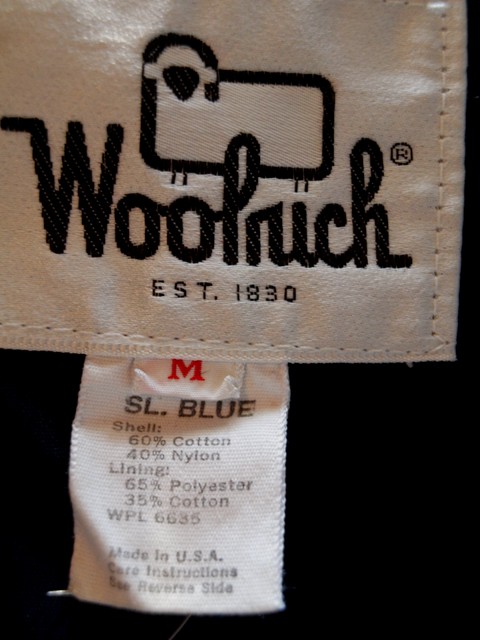 Woolrich®
EST. 1830
M
SL. BLUE
Shell:
60% Cotton
40% Nylon
Lining:
65% Polyester
35% Cotton
WPL 6635
Made in U.S.A.
Care Instructions
See Reverse Side